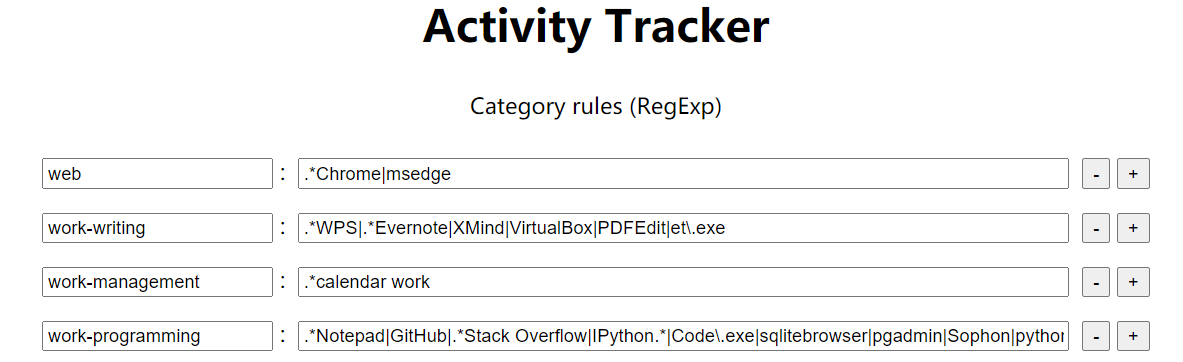 Activity Tracker
Category rules (RegExp)
web : .*Chrome|msedge - +
work-writing : .*WPS|.*Evernote|XMind|VirtualBox|PDFEdit|et\.exe - +
work-management : .*calendar work - +
work-programming : .*Notepad|GitHub|.*Stack Overflow|IPython.*|Code\.exe|sqlitebrowser|pgadmin|Sophon|python - +